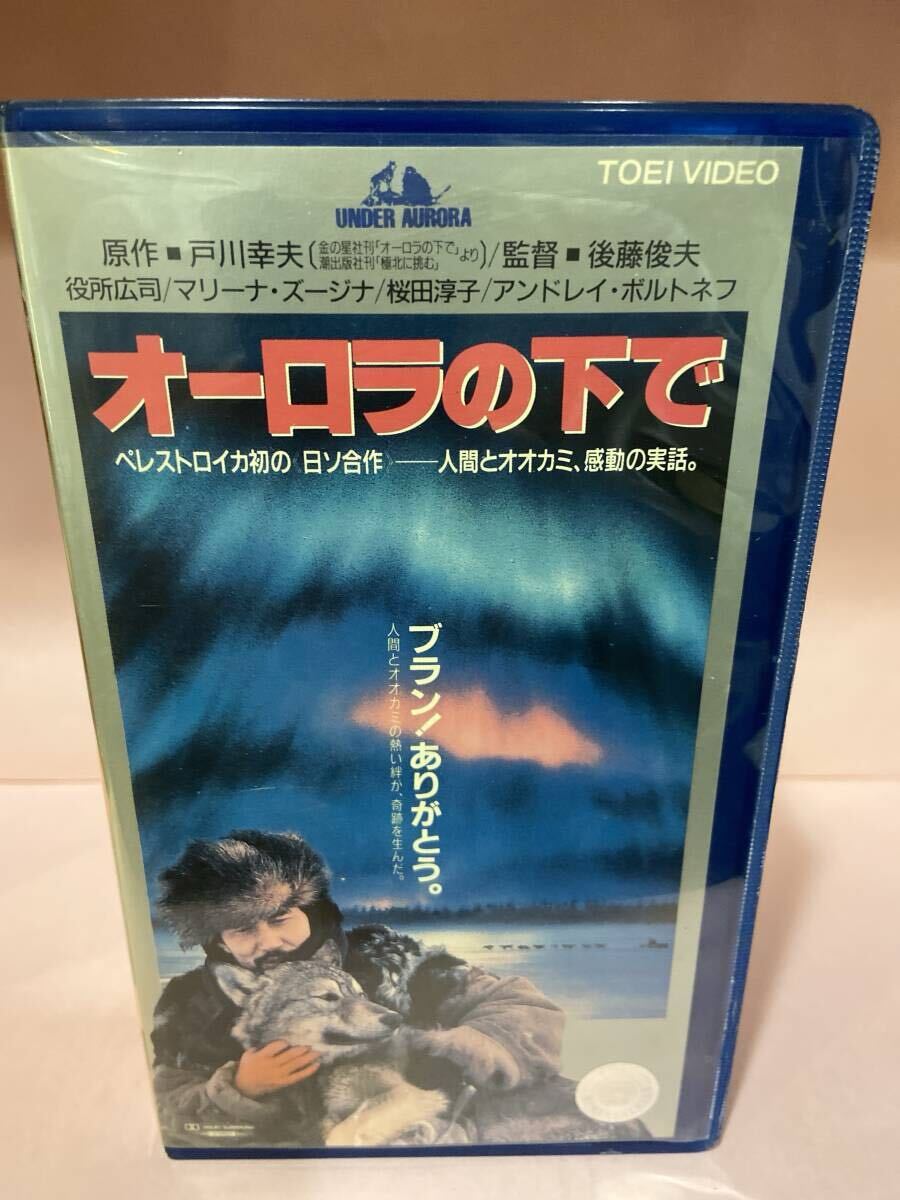 TOEI VIDEO
UNDER AURORA
原作■戸川幸夫(金の星社刊「オーロラの下で」潮出版社刊「極北に挑む」より)/監督■後藤俊夫
役所広司/マリーナ・ズージナ/桜田淳子/アンドレイ・ボルトネフ
オーロラの下で
ペレストロイカ初の《日ソ合作》──人間とオオカミ、感動の実話。
ブラン!ありがとう。
人間とオオカミの熱い絆が、奇跡を生んだ。